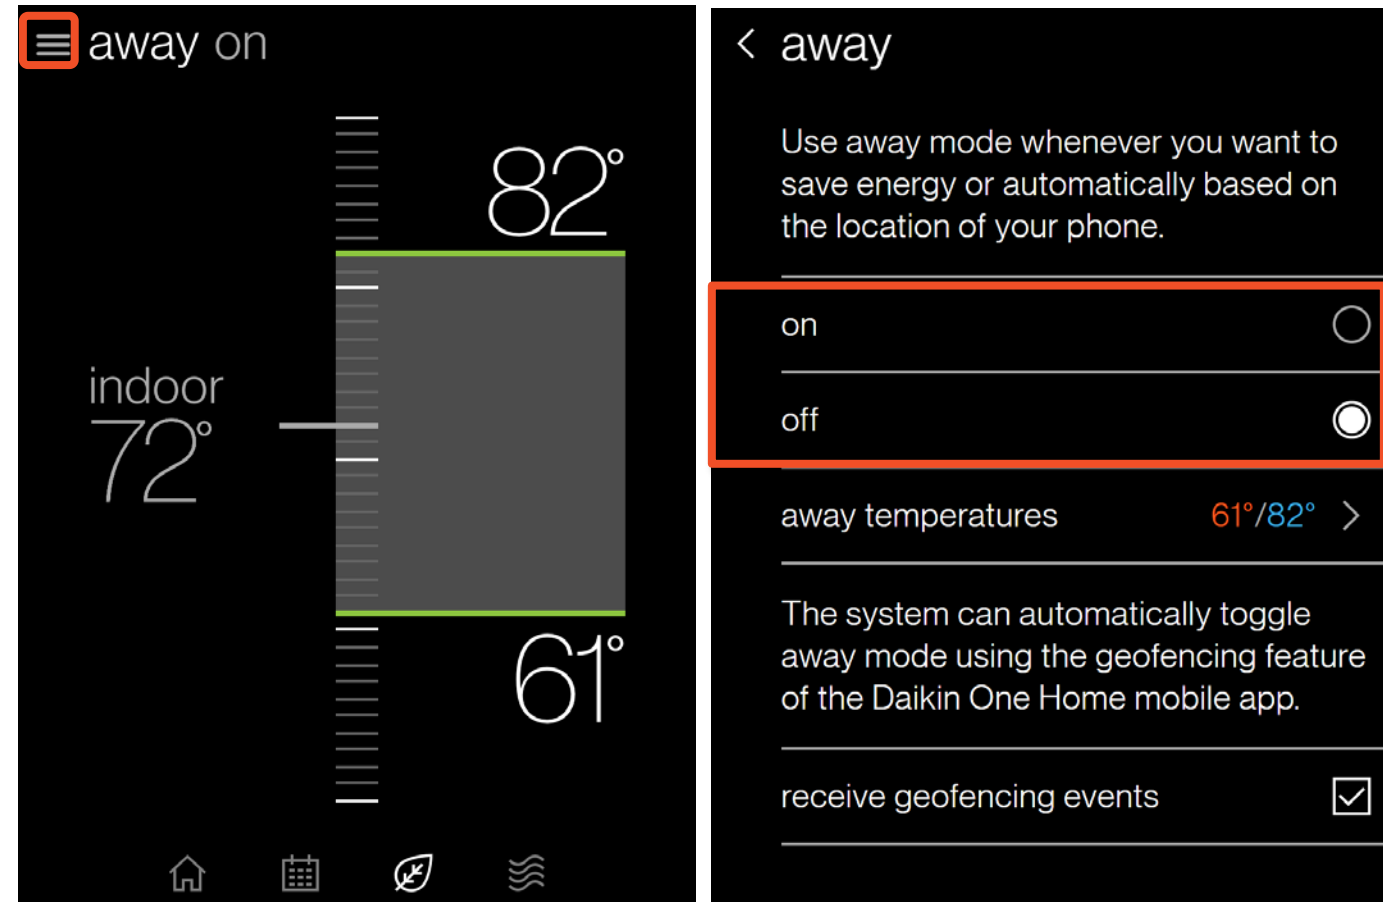 away on
82°
indoor
72°
61°
away
Use away mode whenever you want to
save energy or automatically based on
the location of your phone.
on
off
away temperatures 61°/82°
The system can automatically toggle
away mode using the geofencing feature
of the Daikin One Home mobile app.
receive geofencing events